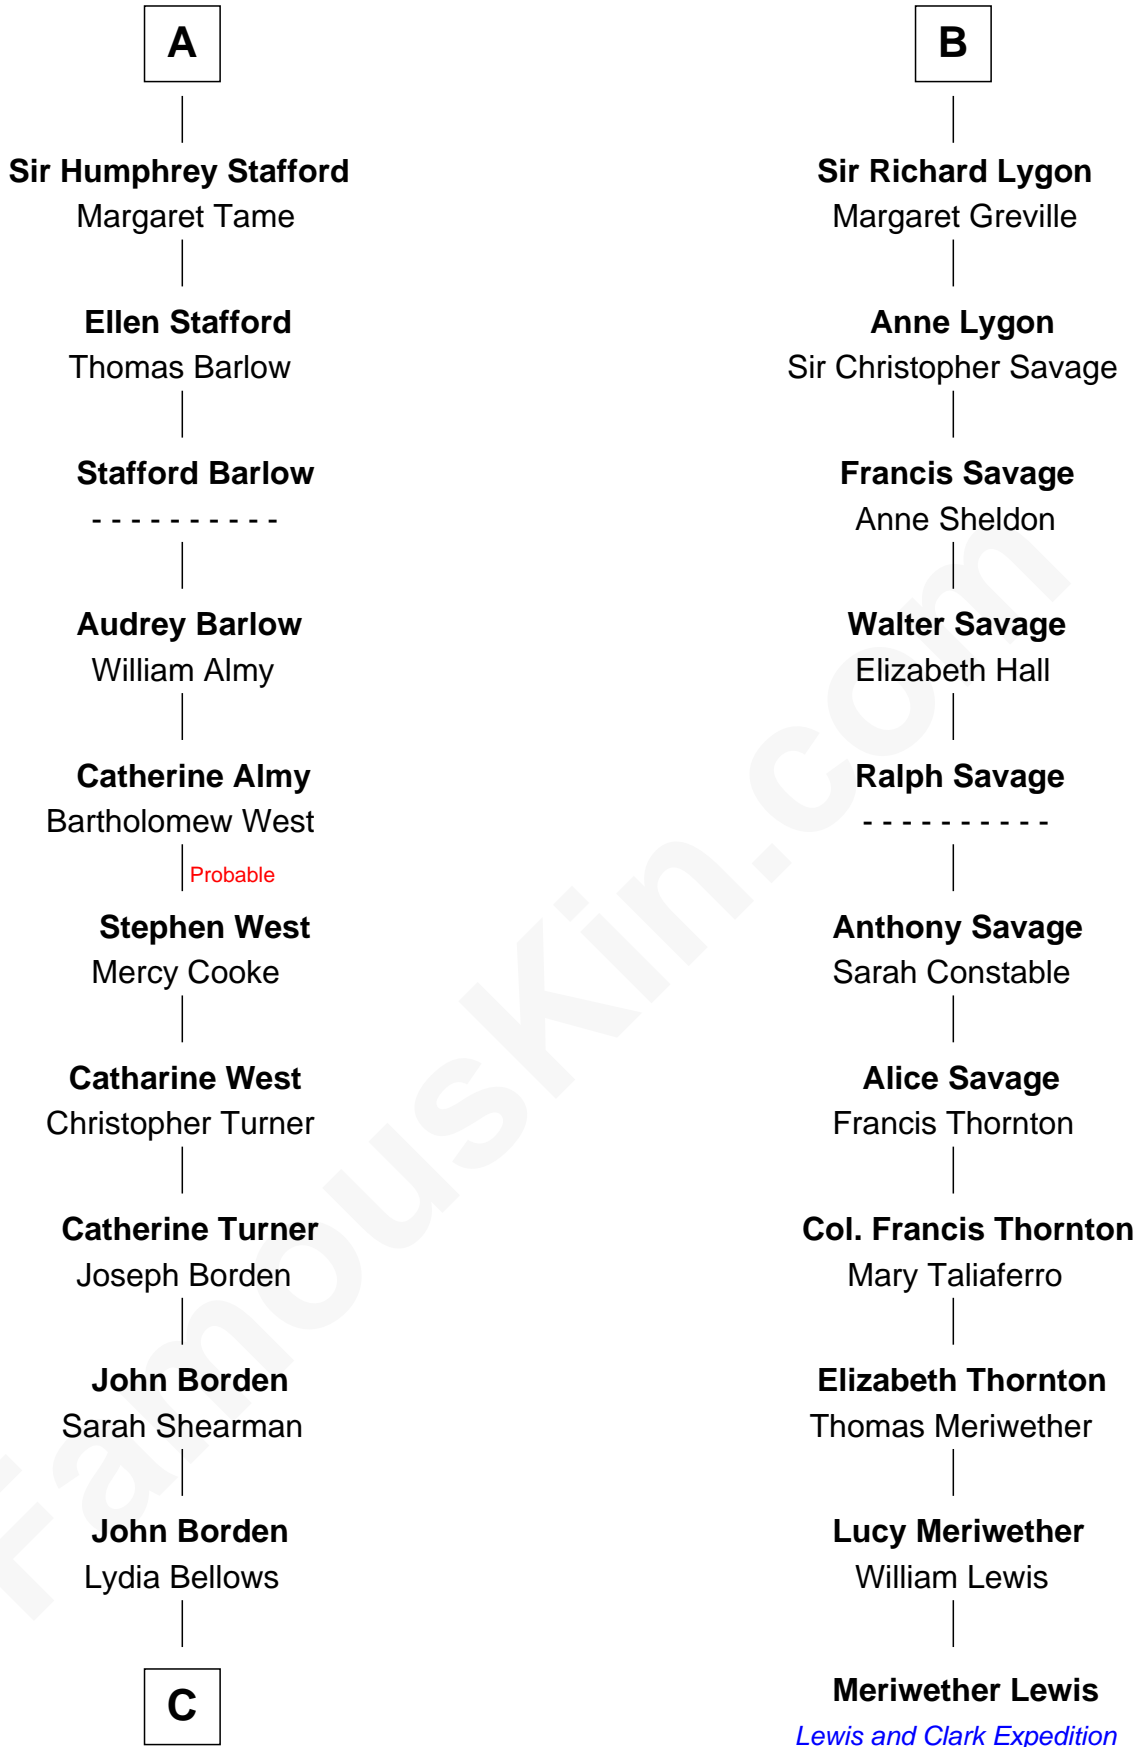 A
Sir Humphrey Stafford
Margaret Tame
Ellen Stafford
Thomas Barlow
Stafford Barlow
- - - - - - - - - -
Audrey Barlow
William Almy
Catherine Almy
Bartholomew West
Probable
Stephen West
Mercy Cooke
Catharine West
Christopher Turner
Catherine Turner
Joseph Borden
John Borden
Sarah Shearman
John Borden
Lydia Bellows
C
B
Sir Richard Lygon
Margaret Greville
Anne Lygon
Sir Christopher Savage
Francis Savage
Anne Sheldon
Walter Savage
Elizabeth Hall
Ralph Savage
- - - - - - - - - -
Anthony Savage
Sarah Constable
Alice Savage
Francis Thornton
Col. Francis Thornton
Mary Taliaferro
Elizabeth Thornton
Thomas Meriwether
Lucy Meriwether
William Lewis
Meriwether Lewis
Lewis and Clark Expedition
FamousKin.com